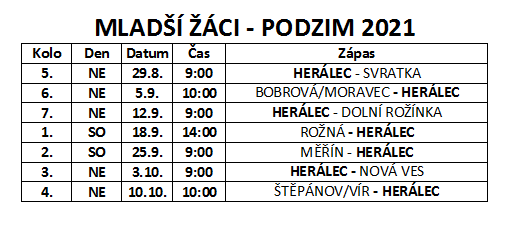 MLADŠÍ ŽÁCI - PODZIM 2021
Kolo Den Datum Čas Zápas
5. NE 29.8. 9:00 HERÁLEC - SVRATKA
6. NE 5.9. 10:00 BOBROVÁ/MORAVEC - HERÁLEC
7. NE 12.9. 9:00 HERÁLEC - DOLNÍ ROŽÍNKA
1. SO 18.9. 14:00 ROŽNÁ - HERÁLEC
2. SO 25.9. 9:00 MĚŘÍN - HERÁLEC
3. NE 3.10. 9:00 HERÁLEC - NOVÁ VES
4. NE 10.10. 10:00 ŠTĚPÁNOV/VÍR - HERÁLEC